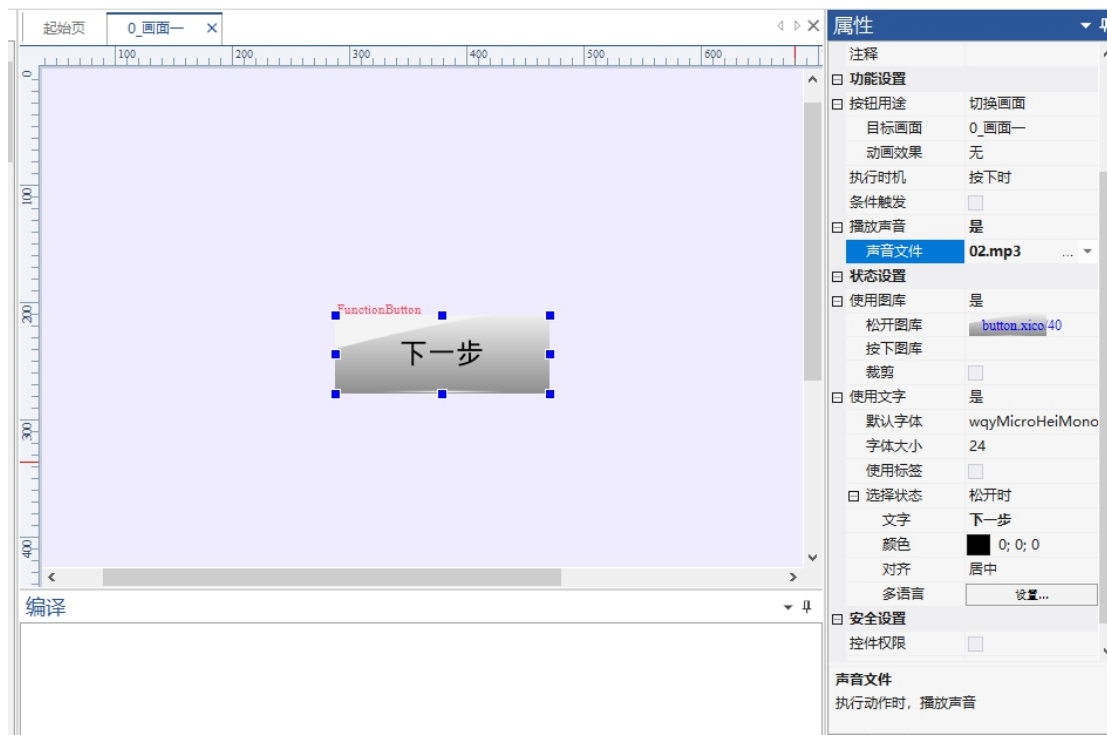 起始页
0_画面一
100 200 300 400 500 600
0
100
200
300
400
FunctionButton
下一步
编译
属性
注释
功能设置
按钮用途 切换画面
目标画面 0_画面一
动画效果 无
执行时机 按下时
条件触发
播放声音 是
声音文件 02.mp3 ...
状态设置
使用图库 是
松开图库 button.xico/40
按下图库
裁剪
使用文字 是
默认字体 wqyMicroHeiMono
字体大小 24
使用标签
选择状态 松开时
文字 下一步
颜色 0; 0; 0
对齐 居中
多语言 设置...
安全设置
控件权限
声音文件
执行动作时，播放声音